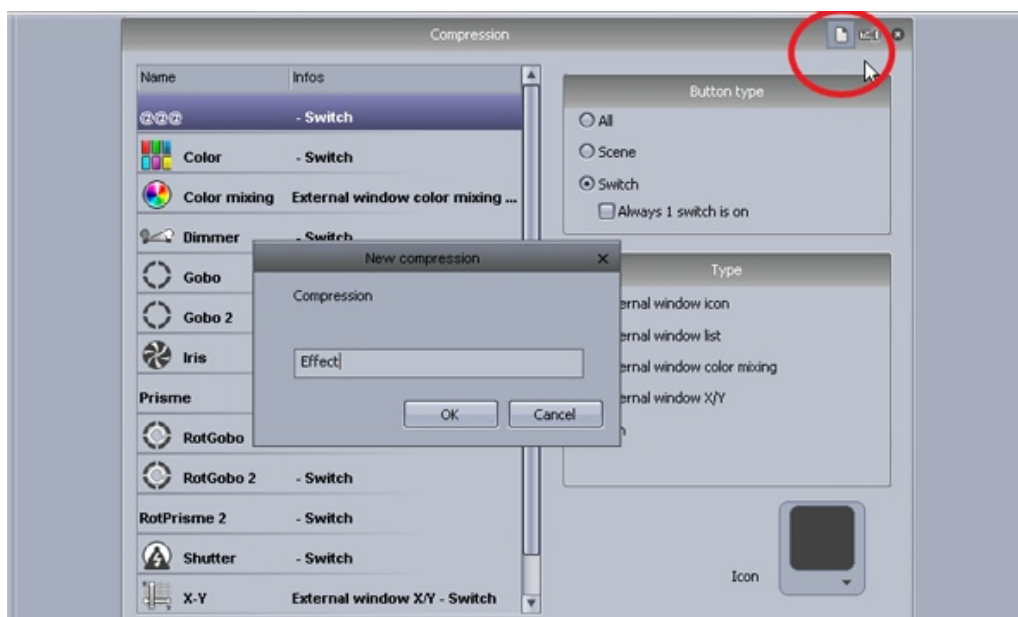 Compression
Name Infos
@@@ - Switch
Color - Switch
Color mixing External window color mixing ...
Dimmer - Switch
Gobo
Gobo 2
Iris
Prisme
RotGobo
RotGobo 2 - Switch
RotPrisme 2 - Switch
Shutter - Switch
X-Y External window X/Y - Switch
New compression
Compression
Effect
OK Cancel
Button type
All
Scene
Switch
Always 1 switch is on
Type
ernal window icon
ernal window list
ernal window color mixing
ernal window X/Y
Icon